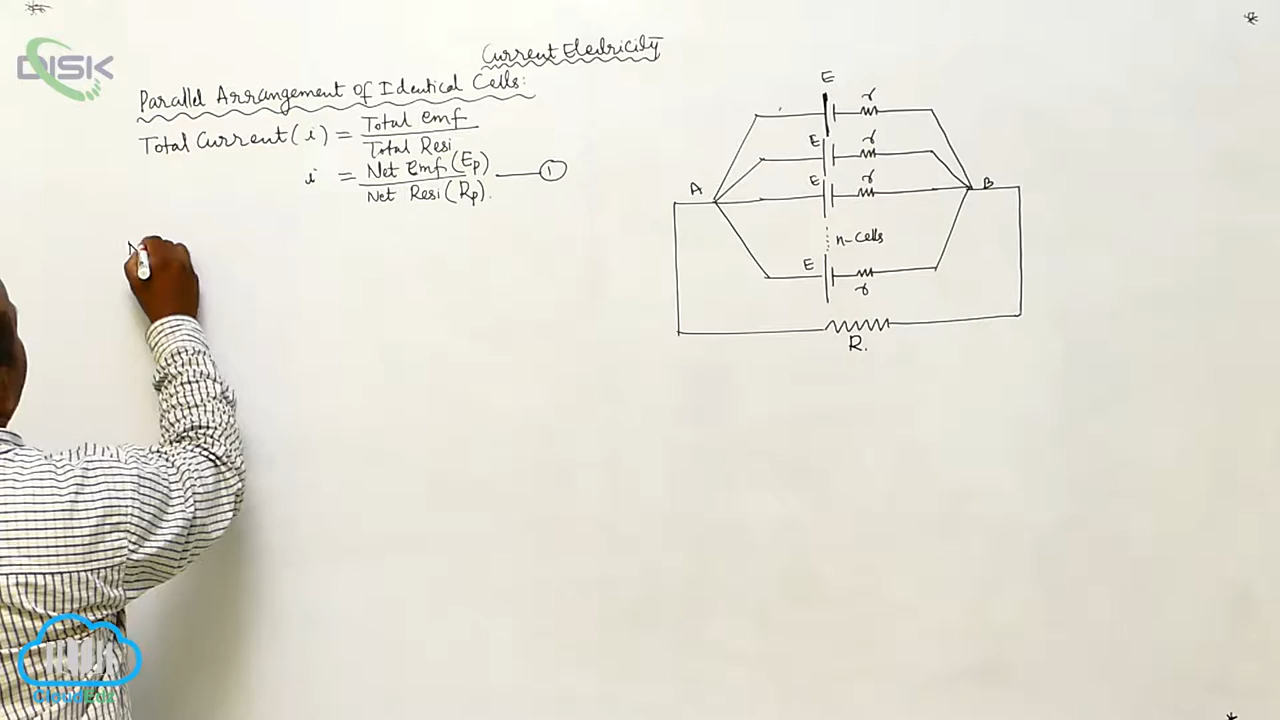 DISK
Current Electricity
Parallel Arrangement of Identical Cells:
Total Current (i) = Total emf / Total Resi
i = Net Emf (Ep) / Net Resi (Rp). — ①
E
r
E
r
E
r
A
B
n-cells
E
r
R.